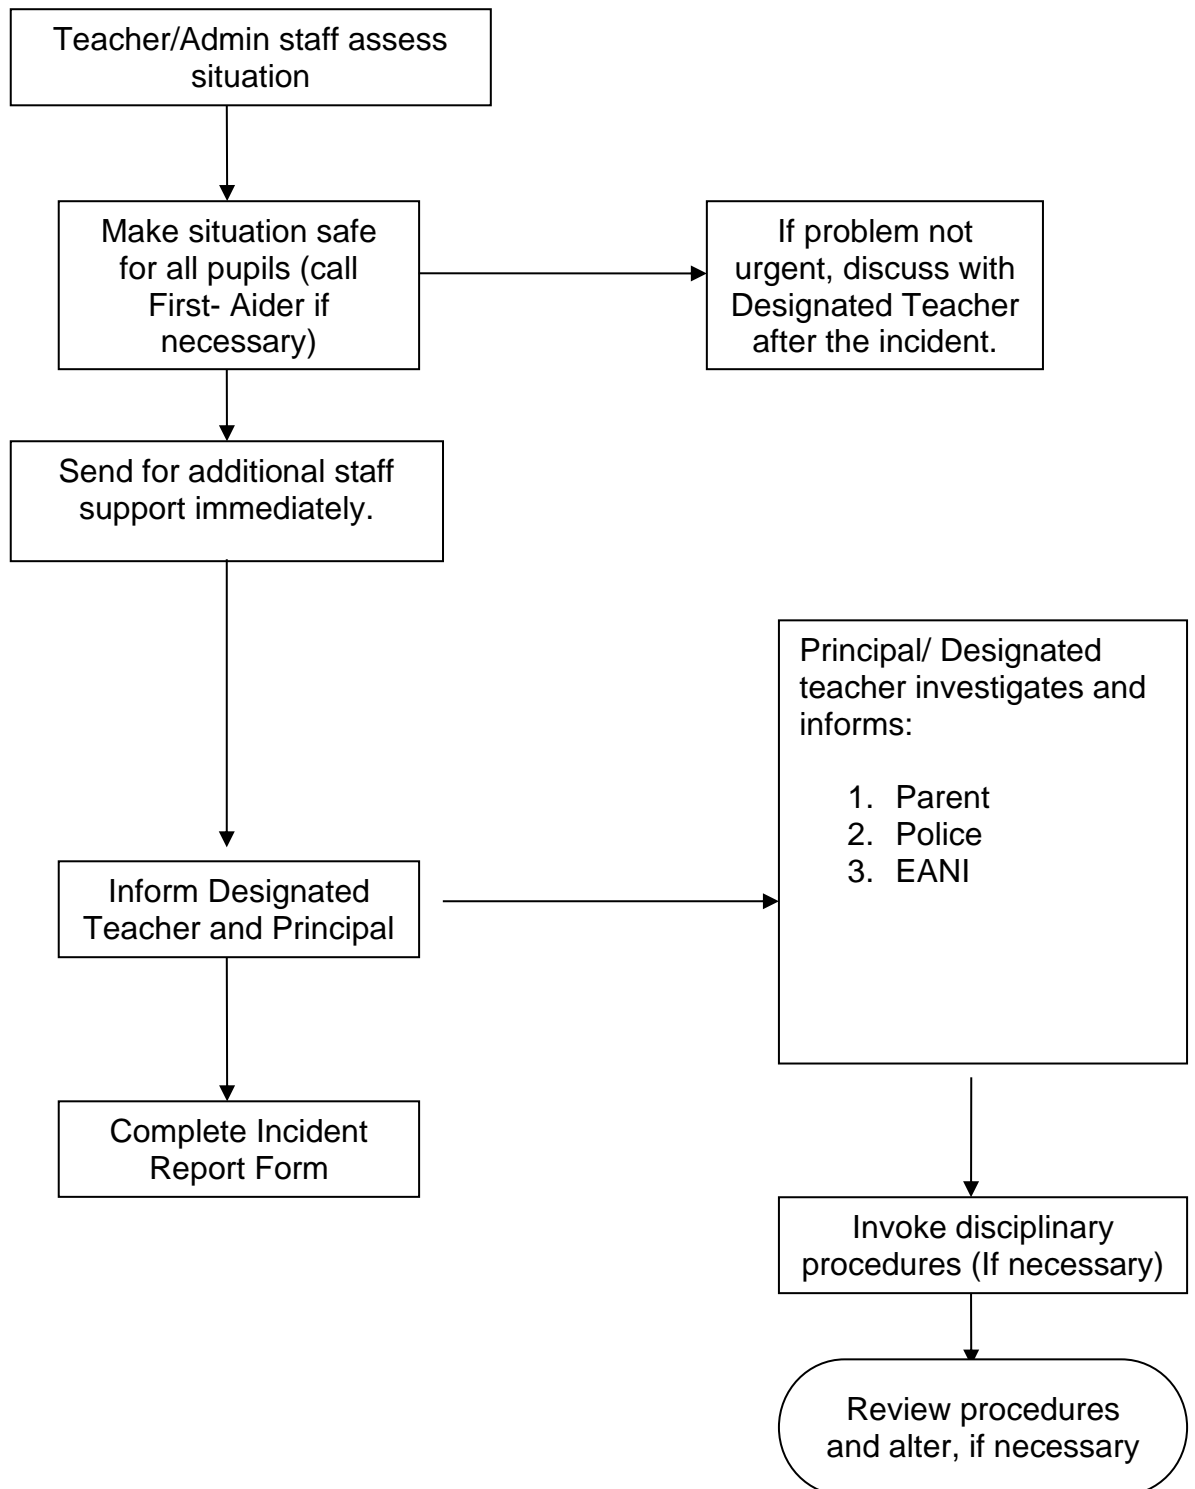 Teacher/Admin staff assess
situation
Make situation safe
for all pupils (call
First- Aider if
necessary)
If problem not
urgent, discuss with
Designated Teacher
after the incident.
Send for additional staff
support immediately.
Principal/ Designated
teacher investigates and
informs:
1. Parent
2. Police
3. EANI
Inform Designated
Teacher and Principal
Complete Incident
Report Form
Invoke disciplinary
procedures (If necessary)
Review procedures
and alter, if necessary